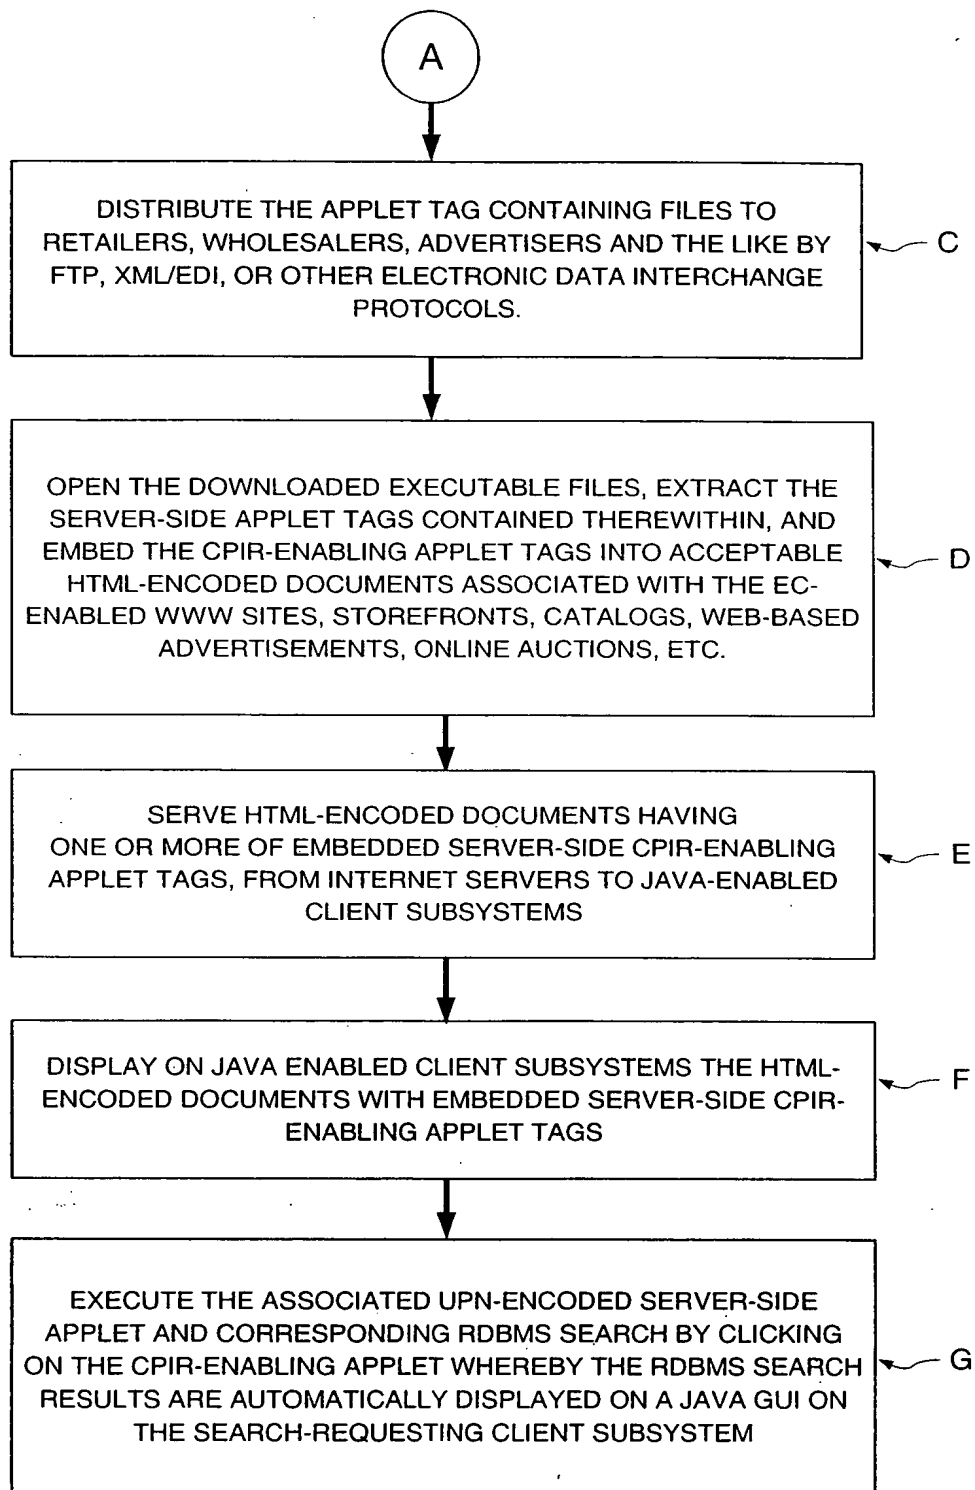 A
DISTRIBUTE THE APPLET TAG CONTAINING FILES TO
RETAILERS, WHOLESALERS, ADVERTISERS AND THE LIKE BY
FTP, XML/EDI, OR OTHER ELECTRONIC DATA INTERCHANGE
PROTOCOLS.
C
OPEN THE DOWNLOADED EXECUTABLE FILES, EXTRACT THE
SERVER-SIDE APPLET TAGS CONTAINED THEREWITHIN, AND
EMBED THE CPIR-ENABLING APPLET TAGS INTO ACCEPTABLE
HTML-ENCODED DOCUMENTS ASSOCIATED WITH THE EC-
ENABLED WWW SITES, STOREFRONTS, CATALOGS, WEB-BASED
ADVERTISEMENTS, ONLINE AUCTIONS, ETC.
D
SERVE HTML-ENCODED DOCUMENTS HAVING
ONE OR MORE OF EMBEDDED SERVER-SIDE CPIR-ENABLING
APPLET TAGS, FROM INTERNET SERVERS TO JAVA-ENABLED
CLIENT SUBSYSTEMS
E
DISPLAY ON JAVA ENABLED CLIENT SUBSYSTEMS THE HTML-
ENCODED DOCUMENTS WITH EMBEDDED SERVER-SIDE CPIR-
ENABLING APPLET TAGS
F
EXECUTE THE ASSOCIATED UPN-ENCODED SERVER-SIDE
APPLET AND CORRESPONDING RDBMS SEARCH BY CLICKING
ON THE CPIR-ENABLING APPLET WHEREBY THE RDBMS SEARCH
RESULTS ARE AUTOMATICALLY DISPLAYED ON A JAVA GUI ON
THE SEARCH-REQUESTING CLIENT SUBSYSTEM
G